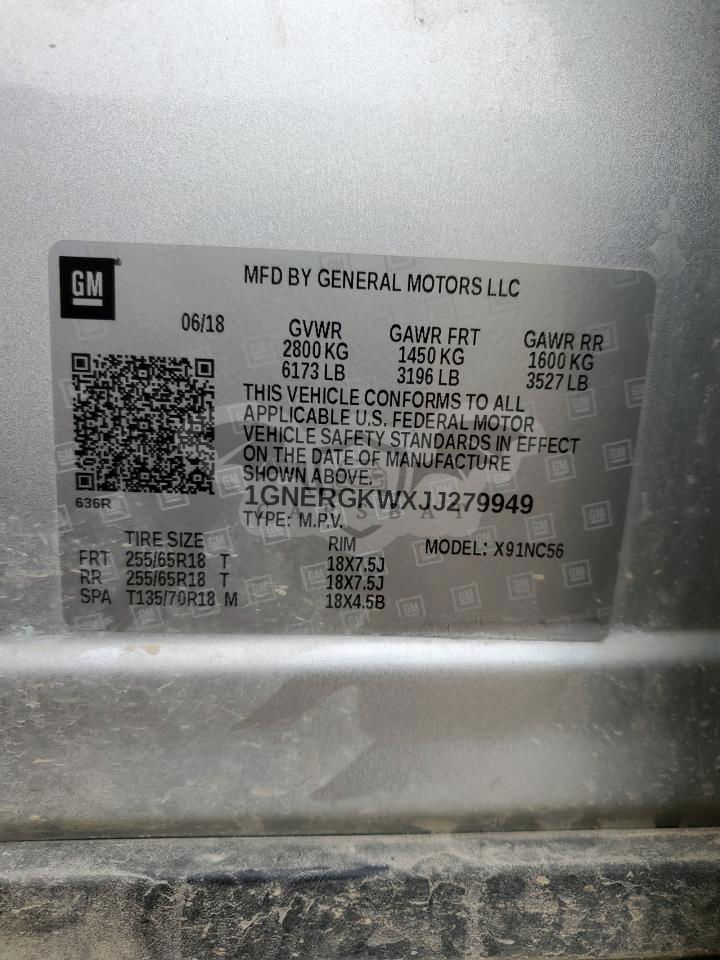 GM
MFD BY GENERAL MOTORS LLC
06/18
GVWR
2800 KG
6173 LB
GAWR FRT
1450 KG
3196 LB
GAWR RR
1600 KG
3527 LB
THIS VEHICLE CONFORMS TO ALL
APPLICABLE U.S. FEDERAL MOTOR
VEHICLE SAFETY STANDARDS IN EFFECT
ON THE DATE OF MANUFACTURE
SHOWN ABOVE.
636R
1GNERGKWXJJ279949
TYPE: M.P.V.
MODEL: X91NC56
TIRE SIZE RIM
FRT 255/65R18 T 18X7.5J
RR 255/65R18 T 18X7.5J
SPA T135/70R18 M 18X4.5B